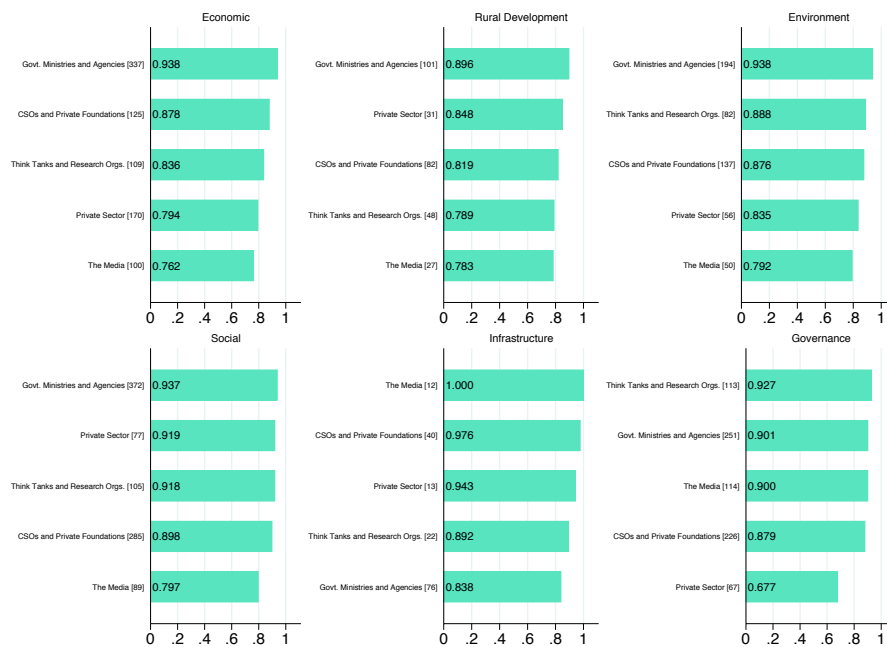 Economic
Govt. Ministries and Agencies [337] 0.938
CSOs and Private Foundations [125] 0.878
Think Tanks and Research Orgs. [109] 0.836
Private Sector [170] 0.794
The Media [100] 0.762
0 .2 .4 .6 .8 1
Rural Development
Govt. Ministries and Agencies [101] 0.896
Private Sector [31] 0.848
CSOs and Private Foundations [82] 0.819
Think Tanks and Research Orgs. [48] 0.789
The Media [27] 0.783
0 .2 .4 .6 .8 1
Environment
Govt. Ministries and Agencies [194] 0.938
Think Tanks and Research Orgs. [82] 0.888
CSOs and Private Foundations [137] 0.876
Private Sector [56] 0.835
The Media [50] 0.792
0 .2 .4 .6 .8 1
Social
Govt. Ministries and Agencies [372] 0.937
Private Sector [77] 0.919
Think Tanks and Research Orgs. [105] 0.918
CSOs and Private Foundations [285] 0.898
The Media [89] 0.797
0 .2 .4 .6 .8 1
Infrastructure
The Media [12] 1.000
CSOs and Private Foundations [40] 0.976
Private Sector [13] 0.943
Think Tanks and Research Orgs. [22] 0.892
Govt. Ministries and Agencies [76] 0.838
0 .2 .4 .6 .8 1
Governance
Think Tanks and Research Orgs. [113] 0.927
Govt. Ministries and Agencies [251] 0.901
The Media [114] 0.900
CSOs and Private Foundations [226] 0.879
Private Sector [67] 0.677
0 .2 .4 .6 .8 1